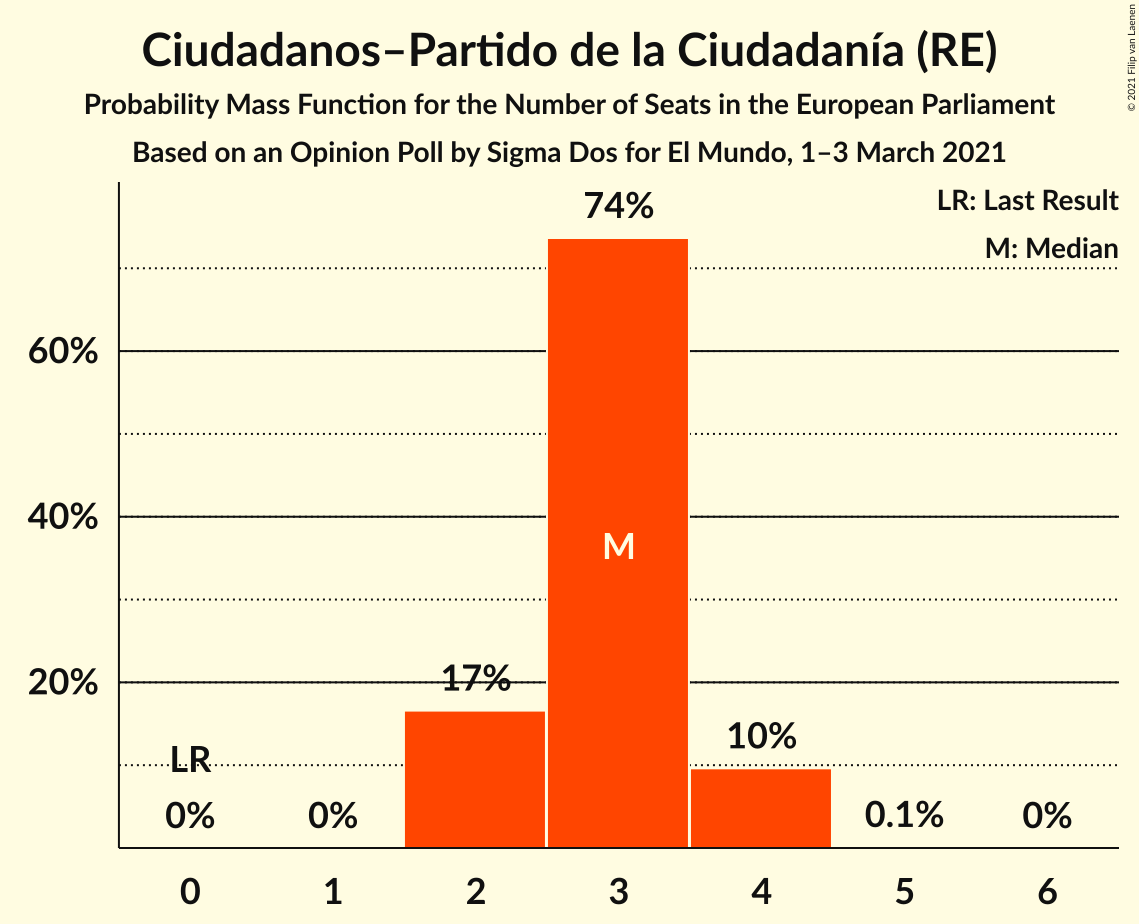 Ciudadanos–Partido de la Ciudadanía (RE)
Probability Mass Function for the Number of Seats in the European Parliament
Based on an Opinion Poll by Sigma Dos for El Mundo, 1–3 March 2021
© 2021 Filip van Laenen
LR: Last Result
M: Median
74%
60%
40%
M
20%
17%
LR
10%
0%
0%
0.1%
0%
0 1 2 3 4 5 6